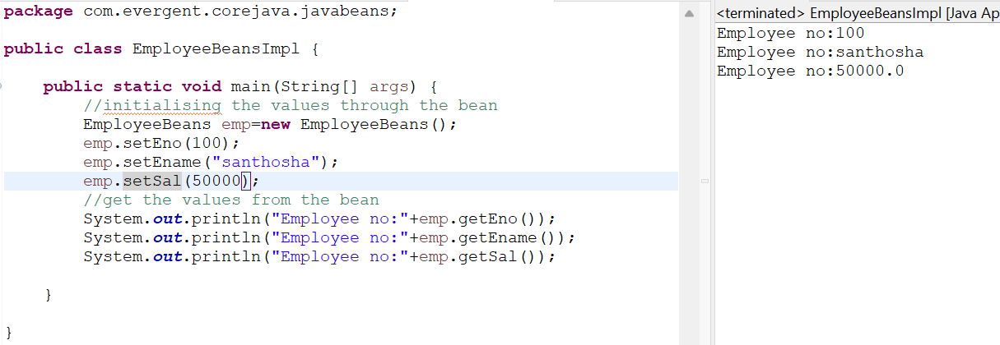 package com.evergent.corejava.javabeans;
public class EmployeeBeansImpl {
public static void main(String[] args) {
//initialising the values through the bean
EmployeeBeans emp=new EmployeeBeans();
emp.setEno(100);
emp.setEname("santhosha");
emp.setSal(50000);
//get the values from the bean
System.out.println("Employee no:"+emp.getEno());
System.out.println("Employee no:"+emp.getEname());
System.out.println("Employee no:"+emp.getSal());
}
}
<terminated> EmployeeBeansImpl [Java Ap
Employee no:100
Employee no:santhosha
Employee no:50000.0